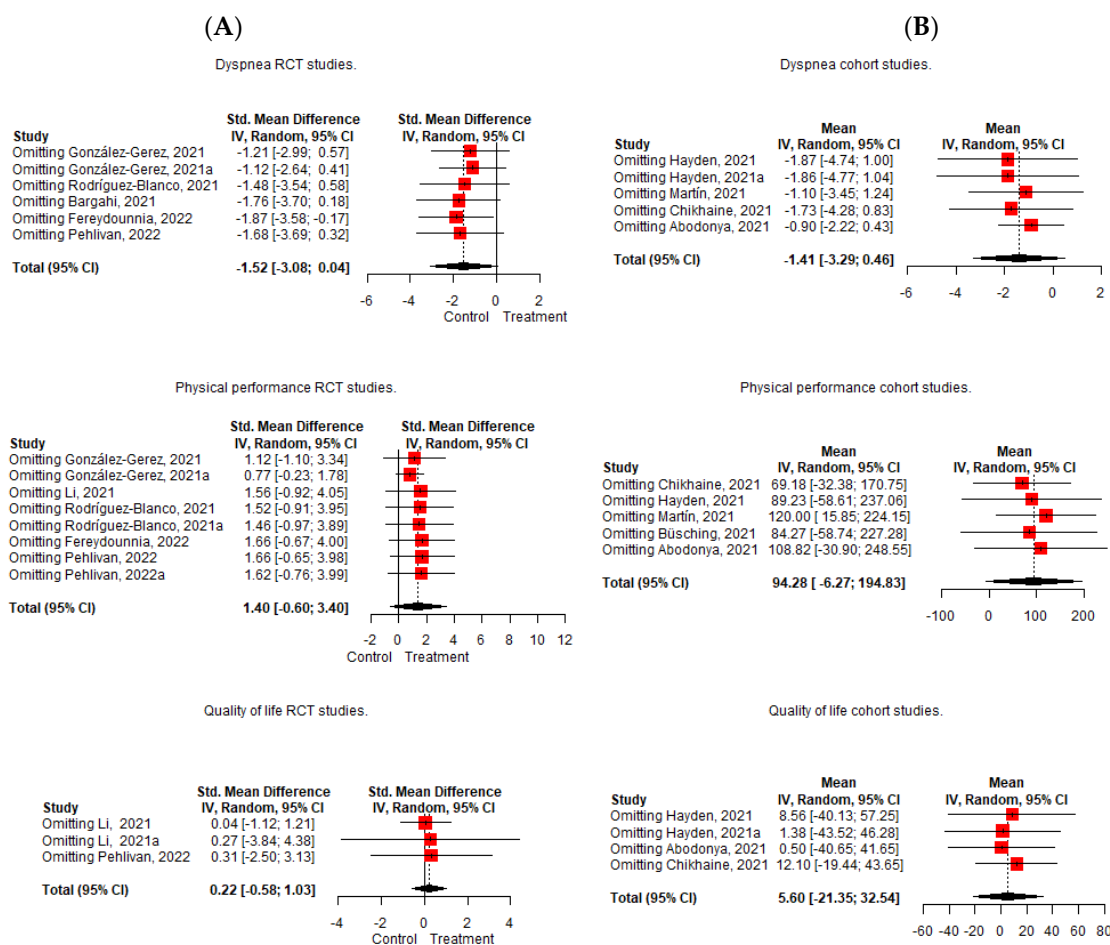 (A)
Dyspnea RCT studies.
Std. Mean Difference Std. Mean Difference
Study IV, Random, 95% CI IV, Random, 95% CI
Omitting González-Gerez, 2021 -1.21 [-2.99; 0.57]
Omitting González-Gerez, 2021a -1.12 [-2.64; 0.41]
Omitting Rodríguez-Blanco, 2021 -1.48 [-3.54; 0.58]
Omitting Bargahi, 2021 -1.76 [-3.70; 0.18]
Omitting Fereydounnia, 2022 -1.87 [-3.58; -0.17]
Omitting Pehlivan, 2022 -1.68 [-3.69; 0.32]
Total (95% CI) -1.52 [-3.08; 0.04]
-6 -4 -2 0 2
Control Treatment
Physical performance RCT studies.
Std. Mean Difference Std. Mean Difference
Study IV, Random, 95% CI IV, Random, 95% CI
Omitting González-Gerez, 2021 1.12 [-1.10; 3.34]
Omitting González-Gerez, 2021a 0.77 [-0.23; 1.78]
Omitting Li, 2021 1.56 [-0.92; 4.05]
Omitting Rodríguez-Blanco, 2021 1.52 [-0.91; 3.95]
Omitting Rodríguez-Blanco, 2021a 1.46 [-0.97; 3.89]
Omitting Fereydounnia, 2022 1.66 [-0.67; 4.00]
Omitting Pehlivan, 2022 1.66 [-0.65; 3.98]
Omitting Pehlivan, 2022a 1.62 [-0.76; 3.99]
Total (95% CI) 1.40 [-0.60; 3.40]
-2 0 2 4 6 8 10 12
Control Treatment
Quality of life RCT studies.
Std. Mean Difference Std. Mean Difference
Study IV, Random, 95% CI IV, Random, 95% CI
Omitting Li, 2021 0.04 [-1.12; 1.21]
Omitting Li, 2021a 0.27 [-3.84; 4.38]
Omitting Pehlivan, 2022 0.31 [-2.50; 3.13]
Total (95% CI) 0.22 [-0.58; 1.03]
-4 -2 0 2 4
Control Treatment
(B)
Dyspnea cohort studies.
Mean Mean
Study IV, Random, 95% CI IV, Random, 95% CI
Omitting Hayden, 2021 -1.87 [-4.74; 1.00]
Omitting Hayden, 2021a -1.86 [-4.77; 1.04]
Omitting Martín, 2021 -1.10 [-3.45; 1.24]
Omitting Chikhaine, 2021 -1.73 [-4.28; 0.83]
Omitting Abodonya, 2021 -0.90 [-2.22; 0.43]
Total (95% CI) -1.41 [-3.29; 0.46]
-6 -4 -2 0 2
Physical performance cohort studies.
Mean Mean
Study IV, Random, 95% CI IV, Random, 95% CI
Omitting Chikhaine, 2021 69.18 [-32.38; 170.75]
Omitting Hayden, 2021 89.23 [-58.61; 237.06]
Omitting Martín, 2021 120.00 [ 15.85; 224.15]
Omitting Büsching, 2021 84.27 [-58.74; 227.28]
Omitting Abodonya, 2021 108.82 [-30.90; 248.55]
Total (95% CI) 94.28 [ -6.27; 194.83]
-100 0 100 200
Quality of life cohort studies.
Mean Mean
Study IV, Random, 95% CI IV, Random, 95% CI
Omitting Hayden, 2021 8.56 [-40.13; 57.25]
Omitting Hayden, 2021a 1.38 [-43.52; 46.28]
Omitting Abodonya, 2021 0.50 [-40.65; 41.65]
Omitting Chikhaine, 2021 12.10 [-19.44; 43.65]
Total (95% CI) 5.60 [-21.35; 32.54]
-60 -40 -20 0 20 40 60 80